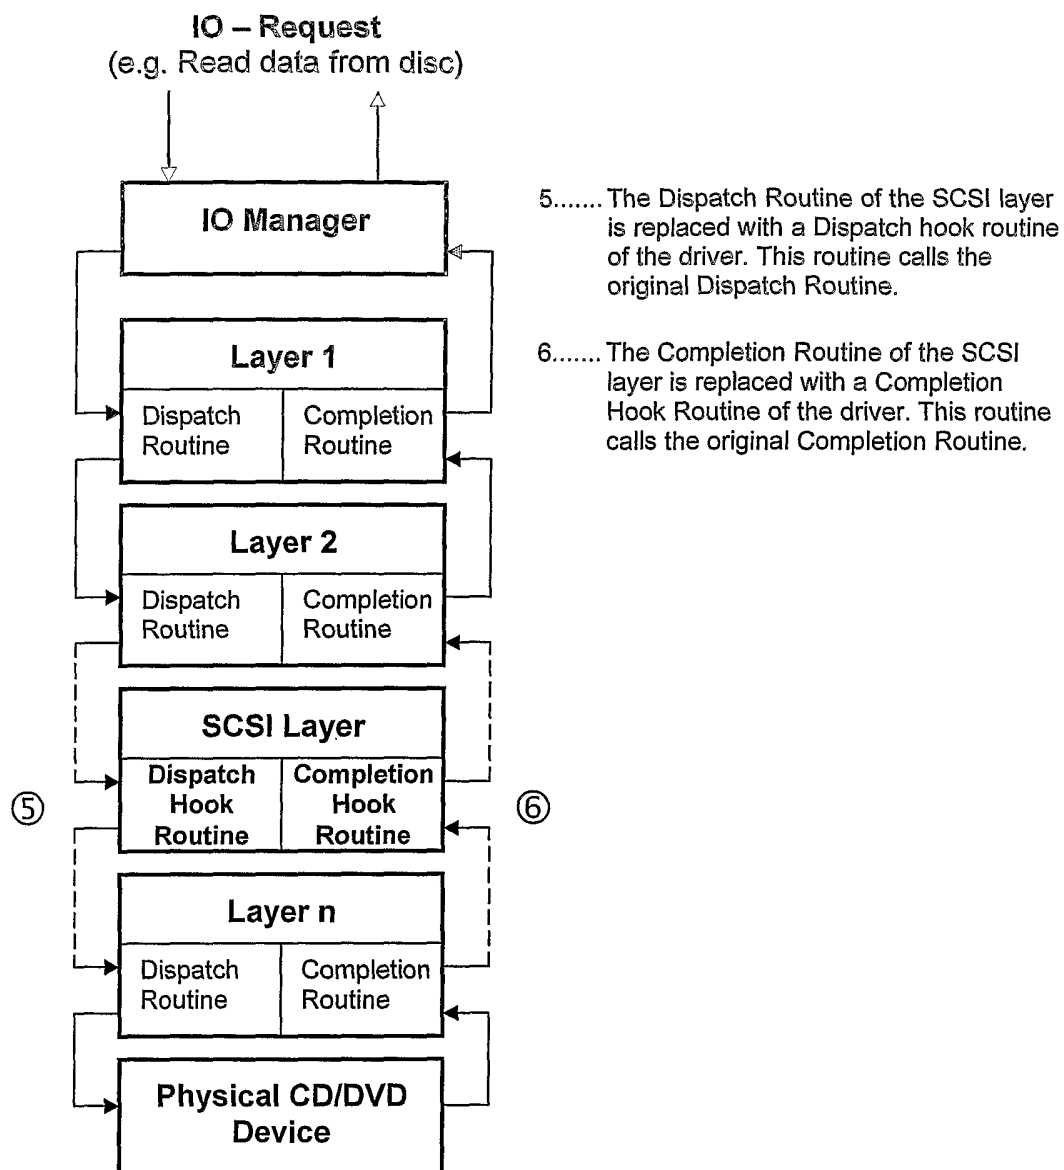 IO – Request
(e.g. Read data from disc)
IO Manager
5....... The Dispatch Routine of the SCSI layer
is replaced with a Dispatch hook routine
of the driver. This routine calls the
original Dispatch Routine.
6....... The Completion Routine of the SCSI
layer is replaced with a Completion
Hook Routine of the driver. This routine
calls the original Completion Routine.
Layer 1
Dispatch
Routine
Completion
Routine
Layer 2
Dispatch
Routine
Completion
Routine
SCSI Layer
⑤
Dispatch
Hook
Routine
Completion
Hook
Routine
⑥
Layer n
Dispatch
Routine
Completion
Routine
Physical CD/DVD
Device